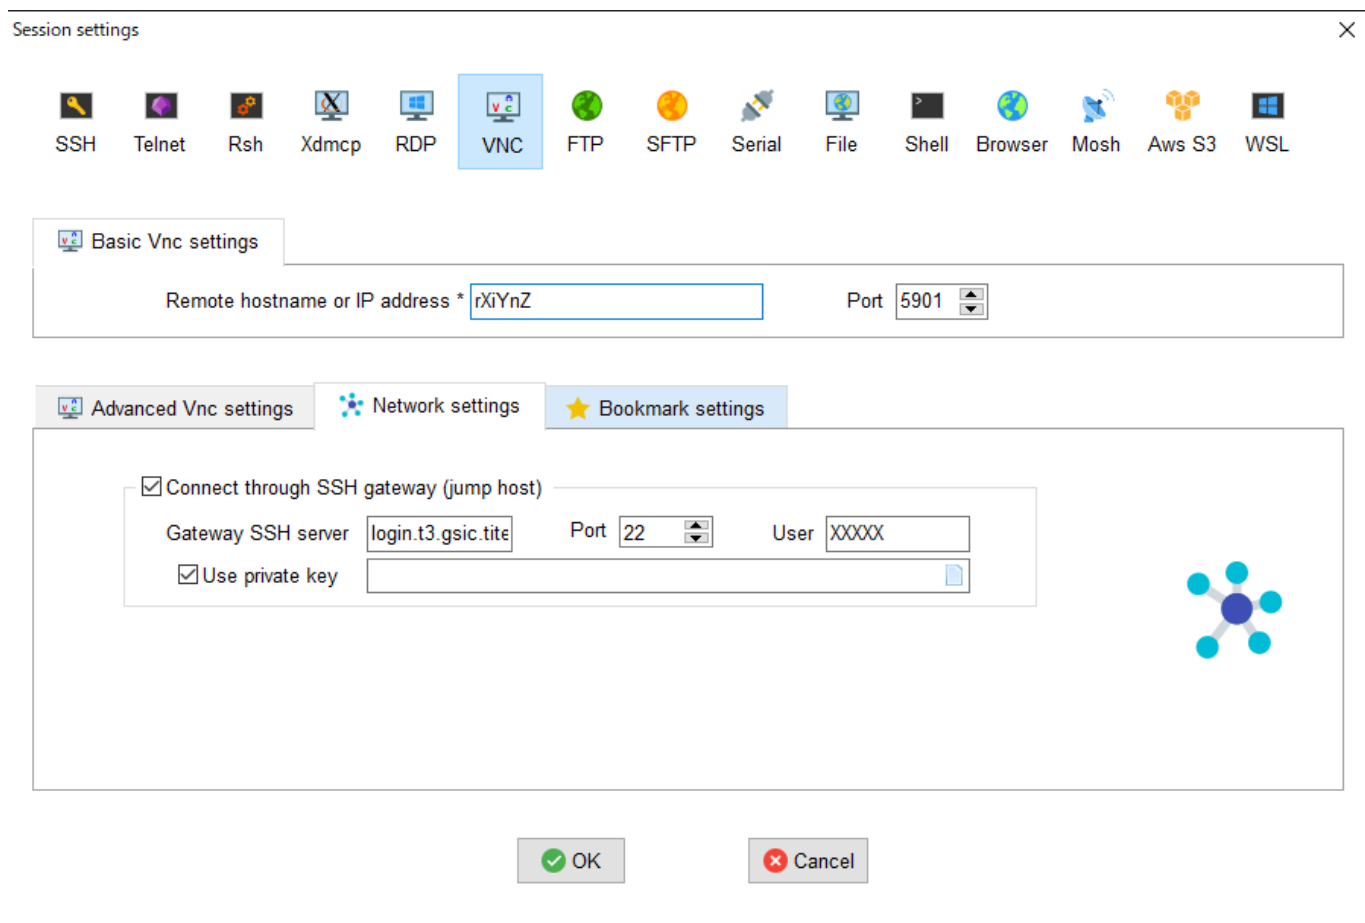 Session settings
SSH Telnet Rsh Xdmcp RDP VNC FTP SFTP Serial File Shell Browser Mosh Aws S3 WSL
Basic Vnc settings
Remote hostname or IP address * rXiYnZ Port 5901
Advanced Vnc settings Network settings Bookmark settings
Connect through SSH gateway (jump host)
Gateway SSH server login.t3.gsic.tite Port 22 User XXXXX
Use private key
OK Cancel